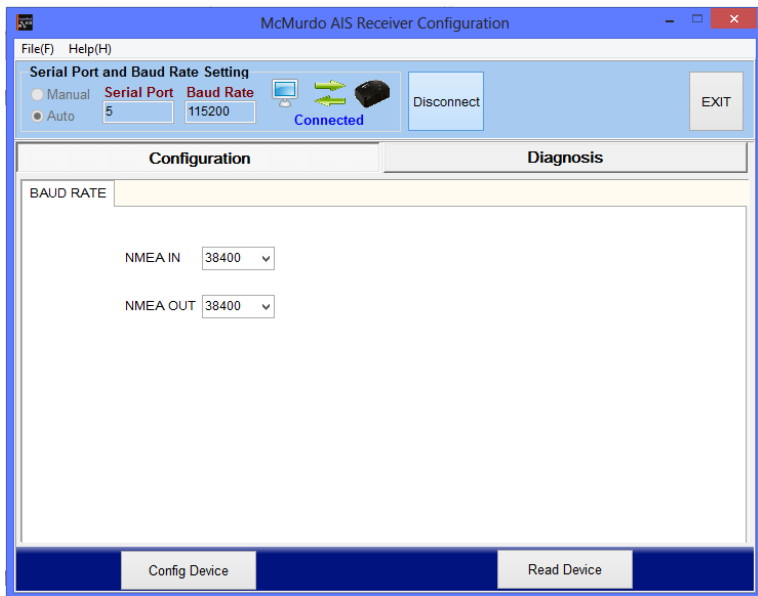 McMurdo AIS Receiver Configuration
File(F) Help(H)
Serial Port and Baud Rate Setting
Manual Serial Port Baud Rate
Auto 5 115200
Connected
Disconnect
EXIT
Configuration Diagnosis
BAUD RATE
NMEA IN 38400
NMEA OUT 38400
Config Device Read Device